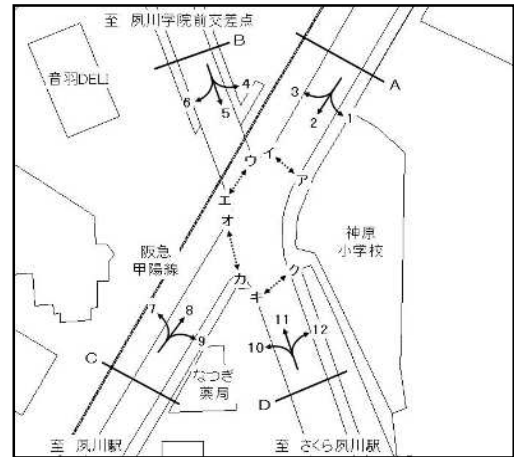 至 夙川学院前交差点
B
音羽DELI
A
6
5
4
3
2
1
ウ
イ
ア
エ
オ
阪急
甲陽線
神原
小学校
カ
キ
ク
7
8
9
10
11
12
C
なつぎ
薬局
D
至 夙川駅
至 さくら夙川駅